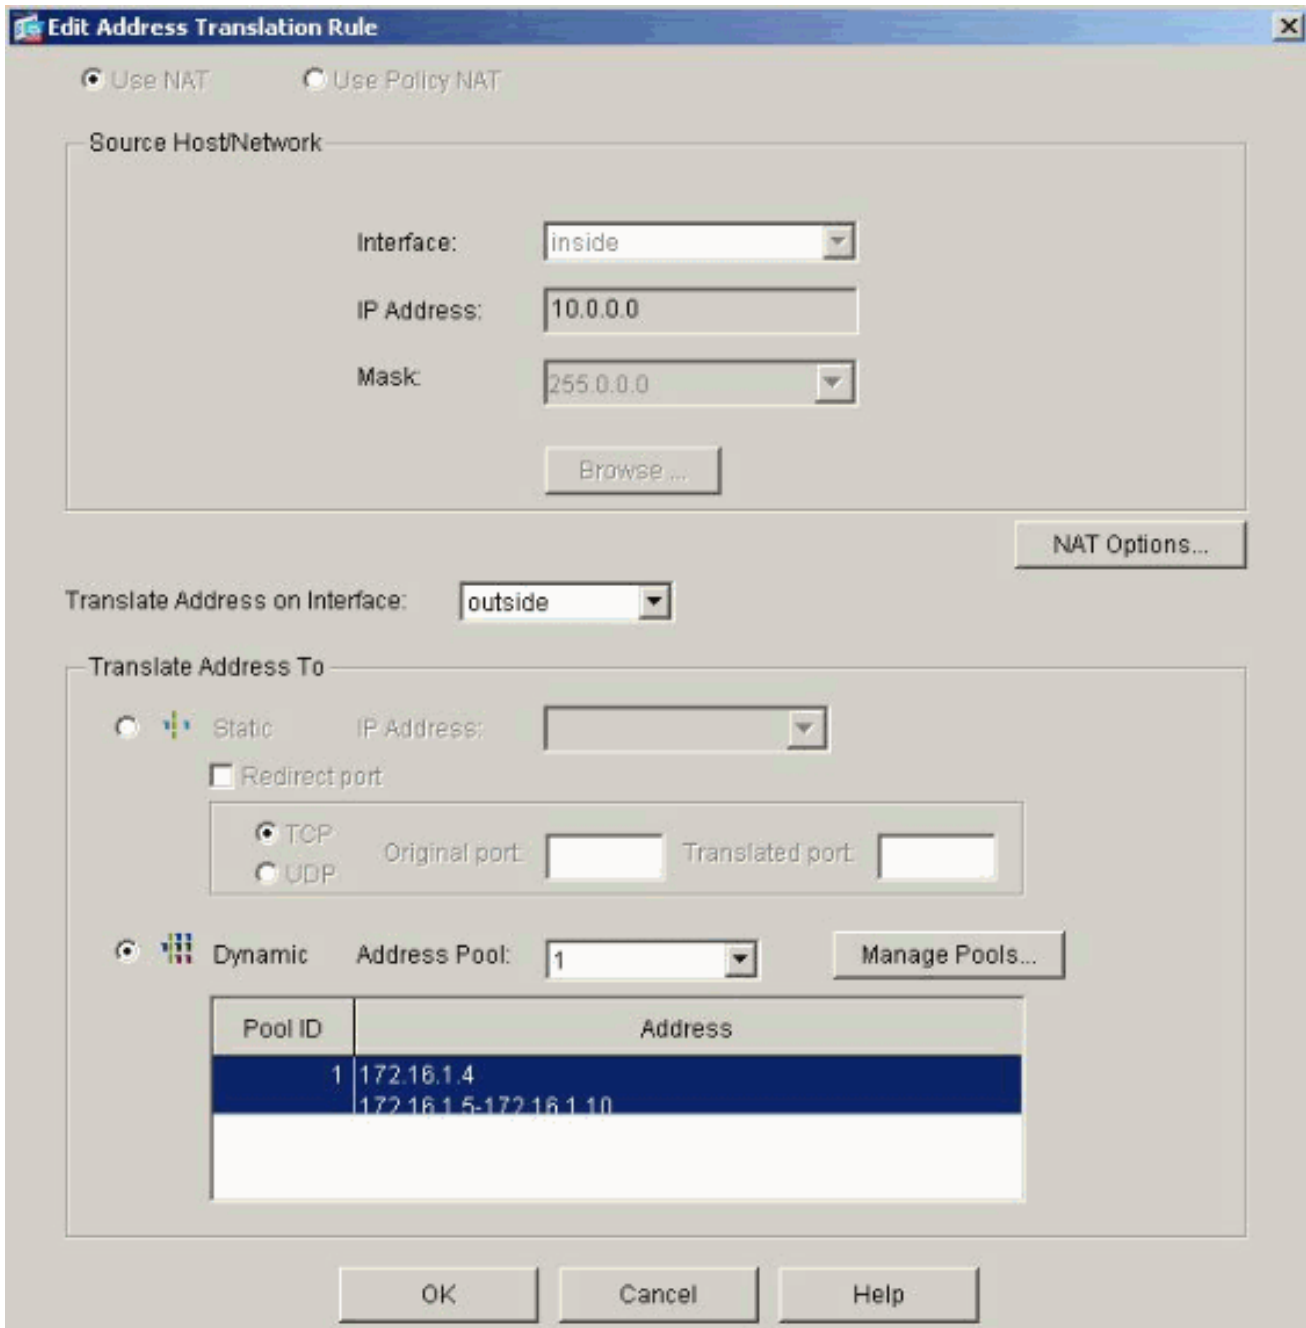 Edit Address Translation Rule
Use NAT Use Policy NAT
Source Host/Network
Interface: inside
IP Address: 10.0.0.0
Mask: 255.0.0.0
Browse ...
NAT Options...
Translate Address on Interface: outside
Translate Address To
Static IP Address:
Redirect port
TCP
UDP
Original port: Translated port:
Dynamic Address Pool: 1 Manage Pools...
Pool ID Address
1 172.16.1.4
172.16.1.5-172.16.1.10
OK Cancel Help